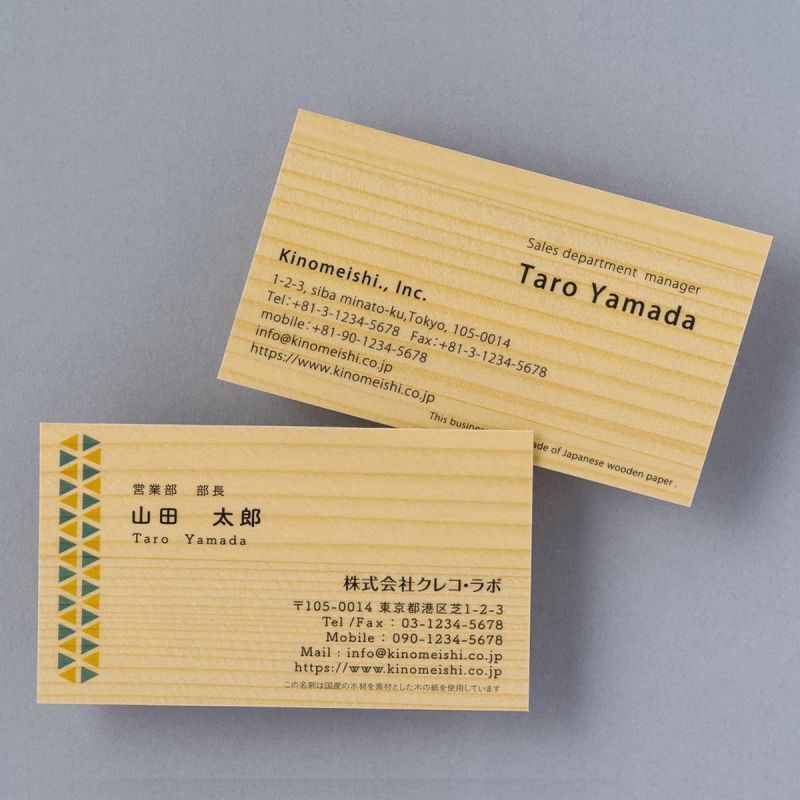 Sales department manager
Taro Yamada
Kinomeishi., Inc.
1-2-3, siba minato-ku,Tokyo, 105-0014
Tel:+81-3-1234-5678 Fax:+81-3-1234-5678
mobile:+81-90-1234-5678
info@kinomeishi.co.jp
https://www.kinomeishi.co.jp
This business of Japanese wooden paper.
営業部 部長
山田 太郎
Taro Yamada
株式会社クレコ・ラボ
〒105-0014 東京都港区芝1-2-3
Tel /Fax : 03-1234-5678
Mobile : 090-1234-5678
Mail : info@kinomeishi.co.jp
https://www.kinomeishi.co.jp
この名刺は国産の木材を素材とした木の紙を使用しています